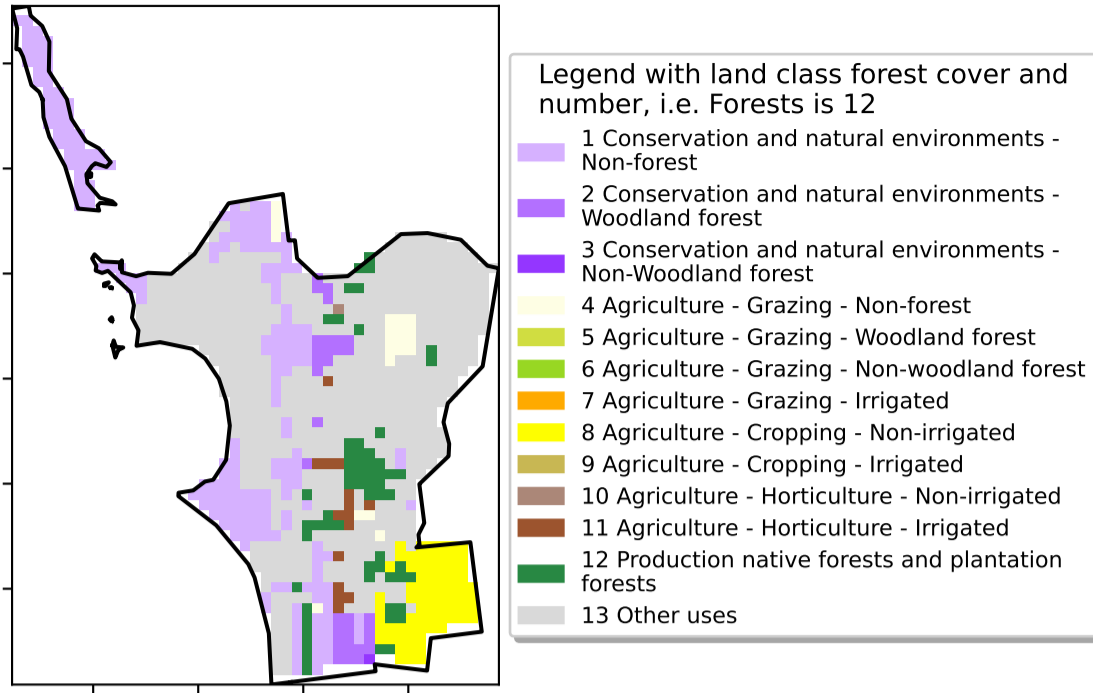 Legend with land class forest cover and
number, i.e. Forests is 12
1 Conservation and natural environments -
Non-forest
2 Conservation and natural environments -
Woodland forest
3 Conservation and natural environments -
Non-Woodland forest
4 Agriculture - Grazing - Non-forest
5 Agriculture - Grazing - Woodland forest
6 Agriculture - Grazing - Non-woodland forest
7 Agriculture - Grazing - Irrigated
8 Agriculture - Cropping - Non-irrigated
9 Agriculture - Cropping - Irrigated
10 Agriculture - Horticulture - Non-irrigated
11 Agriculture - Horticulture - Irrigated
12 Production native forests and plantation
forests
13 Other uses